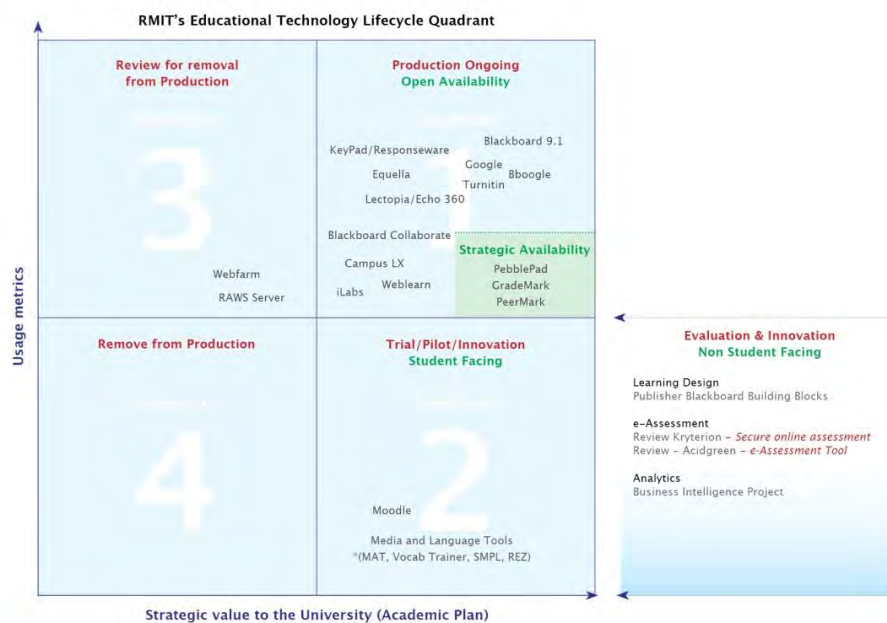 RMIT's Educational Technology Lifecycle Quadrant
Review for removal
from Production
3
Webfarm
RAWS Server
Production Ongoing
Open Availability
1
KeyPad/Responseware
Blackboard 9.1
Google
Equella
Bboogle
Turnitin
Lectopia/Echo 360
Blackboard Collaborate
Campus LX
iLabs
Weblearn
Strategic Availability
PebblePad
GradeMark
PeerMark
Remove from Production
4
Trial/Pilot/Innovation
Student Facing
2
Moodle
Media and Language Tools
*(MAT, Vocab Trainer, SMPL, REZ)
Evaluation & Innovation
Non Student Facing
Learning Design
Publisher Blackboard Building Blocks
e-Assessment
Review Kryterion - Secure online assessment
Review - Acidgreen - e-Assessment Tool
Analytics
Business Intelligence Project
Usage metrics
Strategic value to the University (Academic Plan)